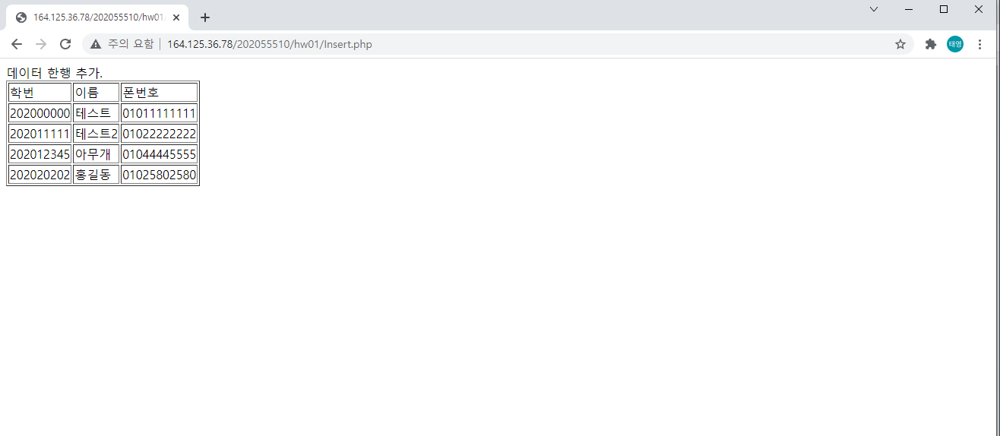 164.125.36.78/202055510/hw01/
주의 요함 | 164.125.36.78/202055510/hw01/Insert.php
태영
데이터 한행 추가.
학번 이름 폰번호
202000000 테스트 01011111111
202011111 테스트2 01022222222
202012345 아무개 01044445555
202020202 홍길동 01025802580